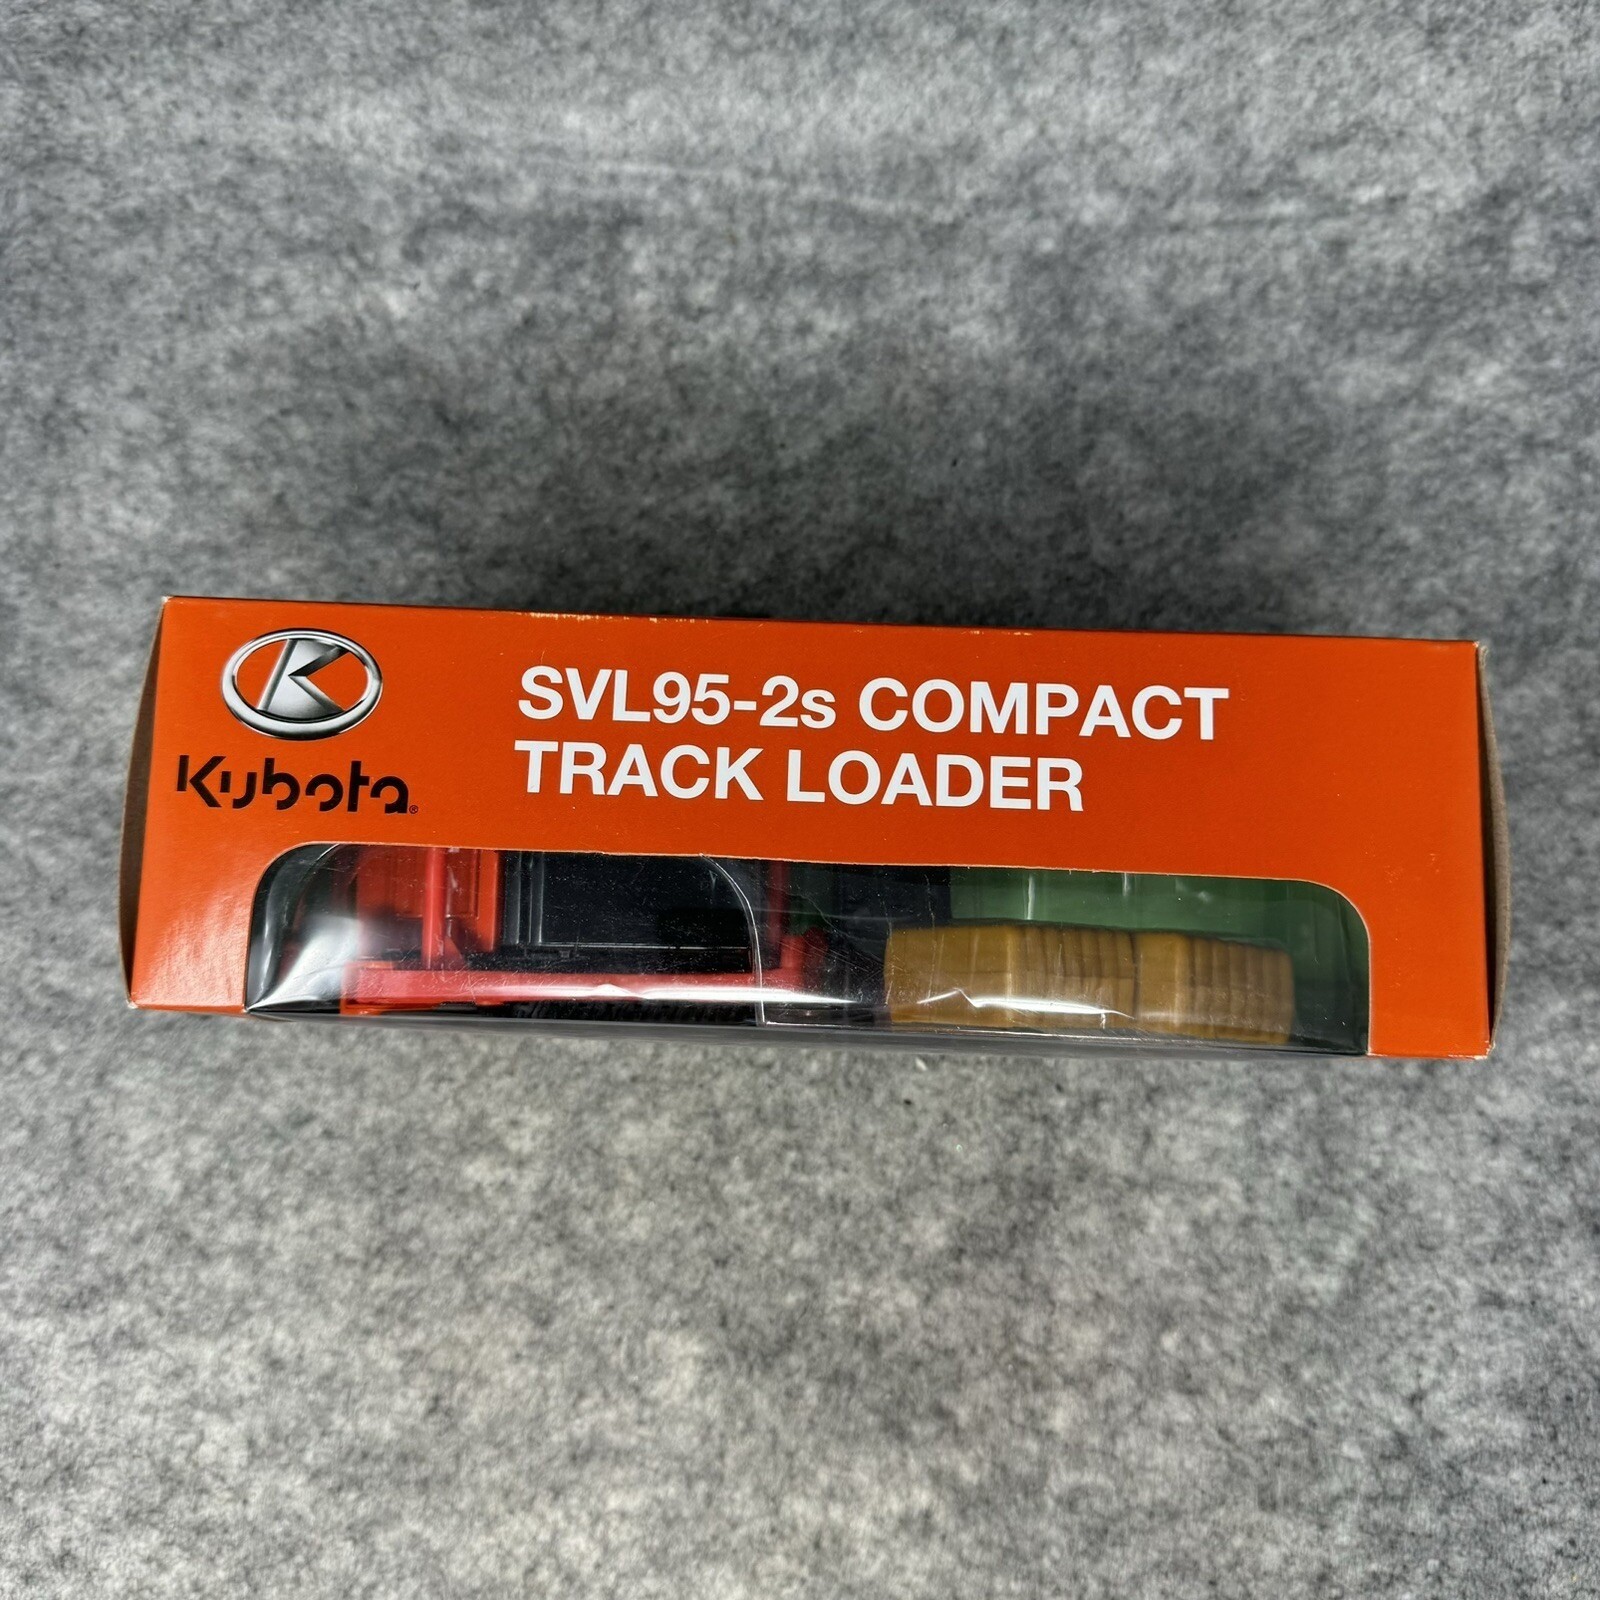 Kubota®
SVL95-2s COMPACT
TRACK LOADER